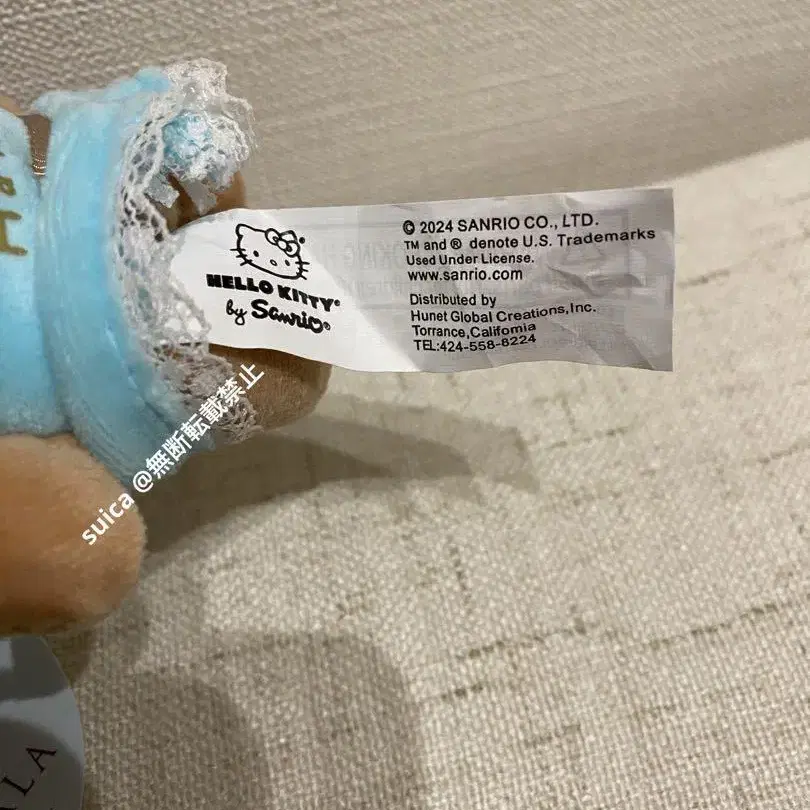 HELLO KITTY®
by Sanrio®
© 2024 SANRIO CO., LTD.
TM and ® denote U.S. Trademarks
Used Under License.
www.sanrio.com
Distributed by
Hunet Global Creations,Inc.
Torrance,California
TEL:424-558-8224
suica @無断転載禁止